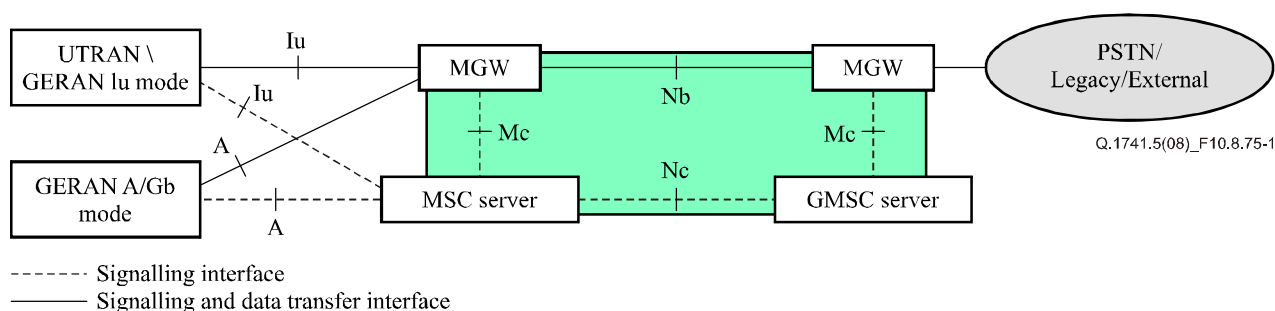 UTRAN \
GERAN lu mode
Iu
Iu
MGW
Nb
MGW
PSTN/
Legacy/External
Mc
Mc
Q.1741.5(08)_F10.8.75-1
A
GERAN A/Gb
mode
A
MSC server
Nc
GMSC server
Signalling interface
Signalling and data transfer interface